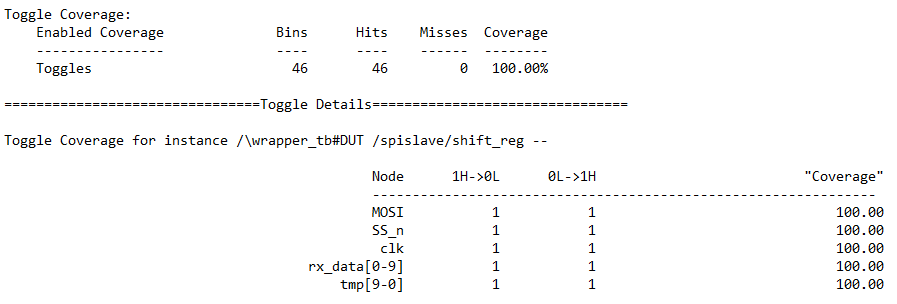 Toggle Coverage:
Enabled Coverage Bins Hits Misses Coverage
---------------- ---- ---- ------ --------
Toggles 46 46 0 100.00%
================================Toggle Details================================
Toggle Coverage for instance /\wrapper_tb#DUT /spislave/shift_reg --
Node 1H->0L 0L->1H "Coverage"
---------------------------------------------------------------
MOSI 1 1 100.00
SS_n 1 1 100.00
clk 1 1 100.00
rx_data[0-9] 1 1 100.00
tmp[9-0] 1 1 100.00